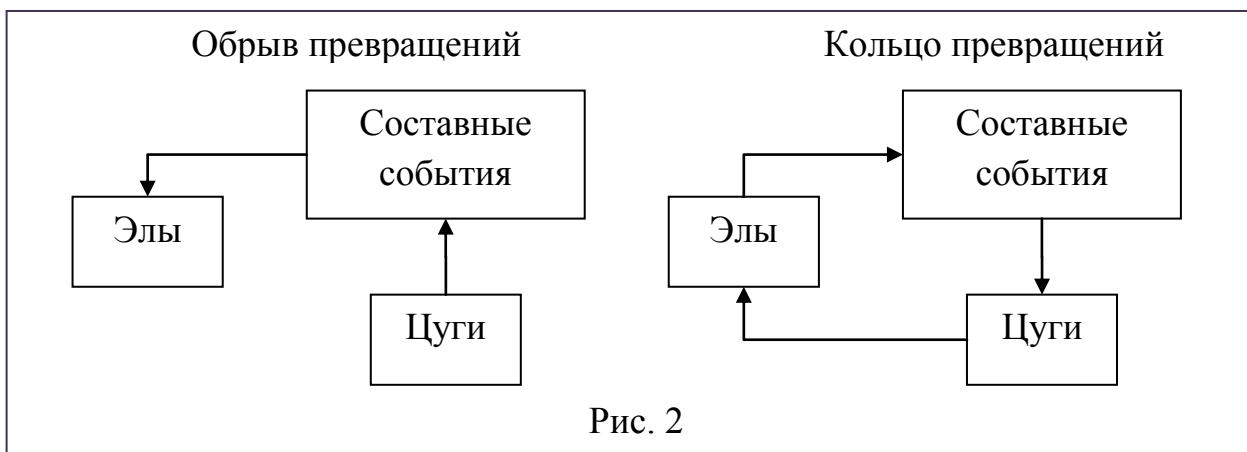 Обрыв превращений
Кольцо превращений
Составные
события
Элы
Цуги
Составные
события
Элы
Цуги
Рис. 2